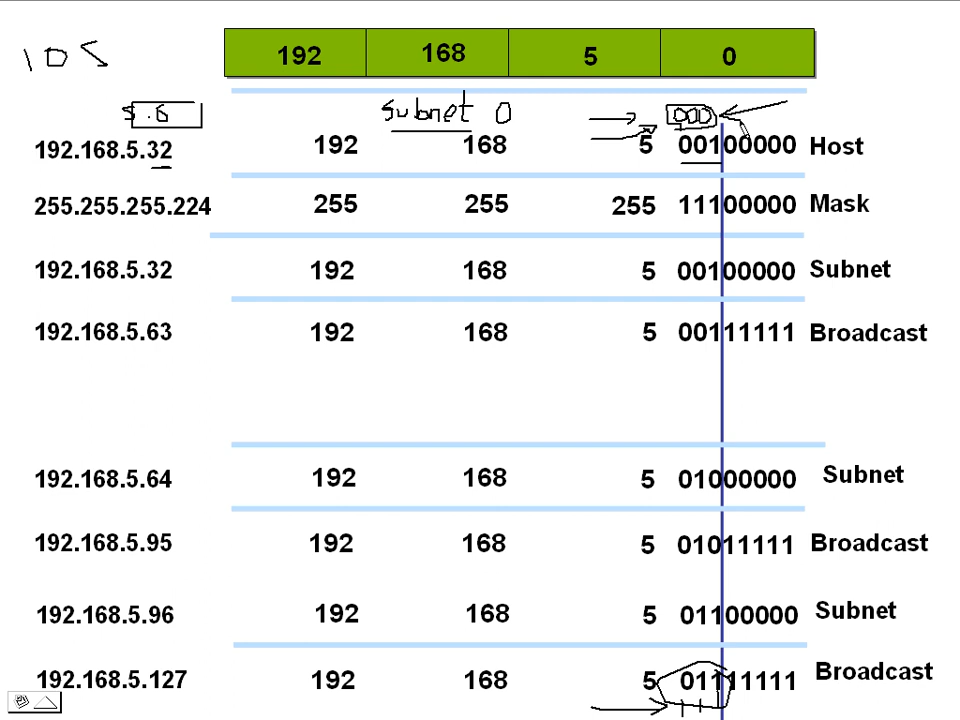 IOS 192 168 5 0
5.6 Subnet 0 000
192.168.5.32 192 168 5 00100000 Host
255.255.255.224 255 255 255 11100000 Mask
192.168.5.32 192 168 5 00100000 Subnet
192.168.5.63 192 168 5 00111111 Broadcast
192.168.5.64 192 168 5 01000000 Subnet
192.168.5.95 192 168 5 01011111 Broadcast
192.168.5.96 192 168 5 01100000 Subnet
192.168.5.127 192 168 5 01111111 Broadcast